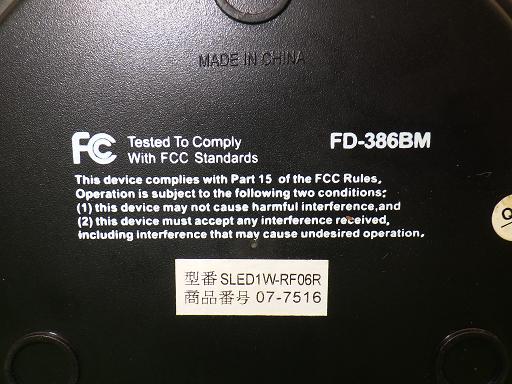 MADE IN CHINA
FC Tested To Comply
With FCC Standards
FD-386BM
This device complies with Part 15 of the FCC Rules.
Operation is subject to the following two conditions:
(1) this device may not cause harmful interference,and
(2) this device must accept any interference received,
including interference that may cause undesired operation.
型番 SLED1W-RF06R
商品番号 07-7516